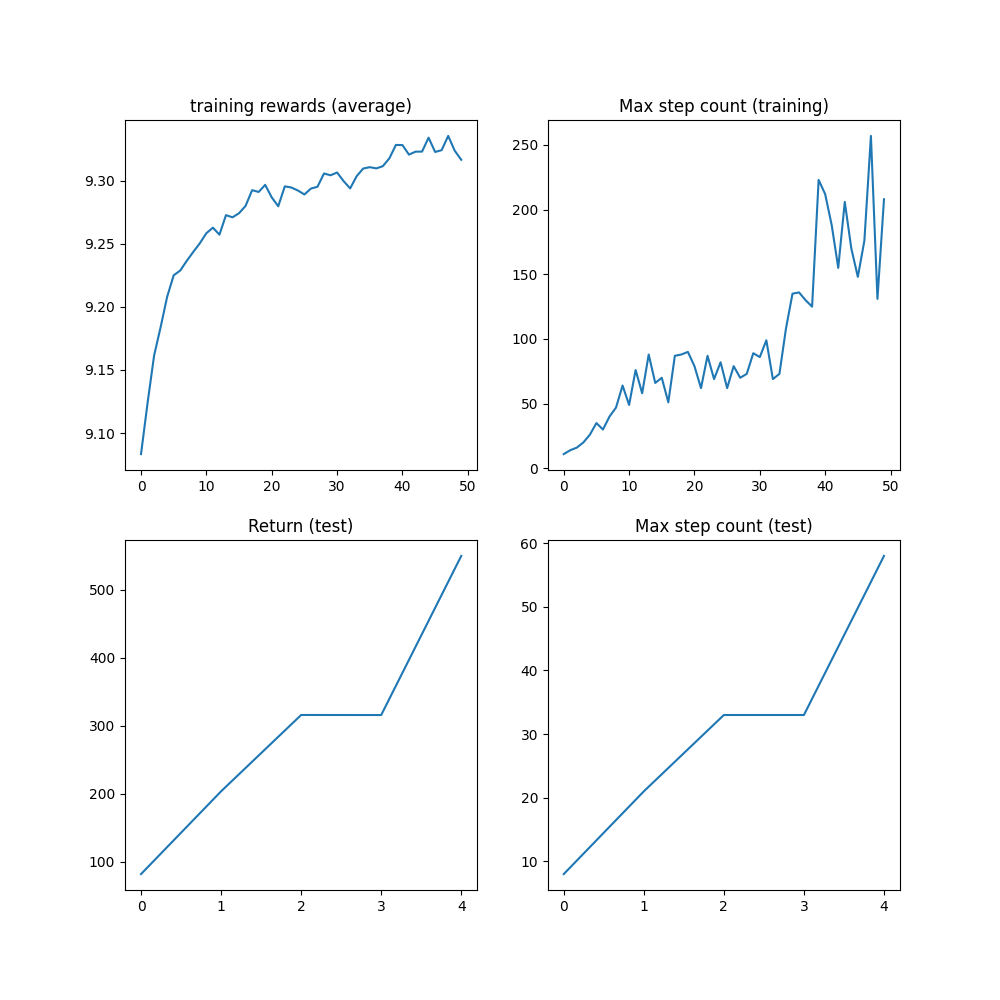 training rewards (average)
9.30
9.25
9.20
9.15
9.10
0 10 20 30 40 50
Max step count (training)
250
200
150
100
50
0
0 10 20 30 40 50
Return (test)
500
400
300
200
100
0 1 2 3 4
Max step count (test)
60
50
40
30
20
10
0 1 2 3 4